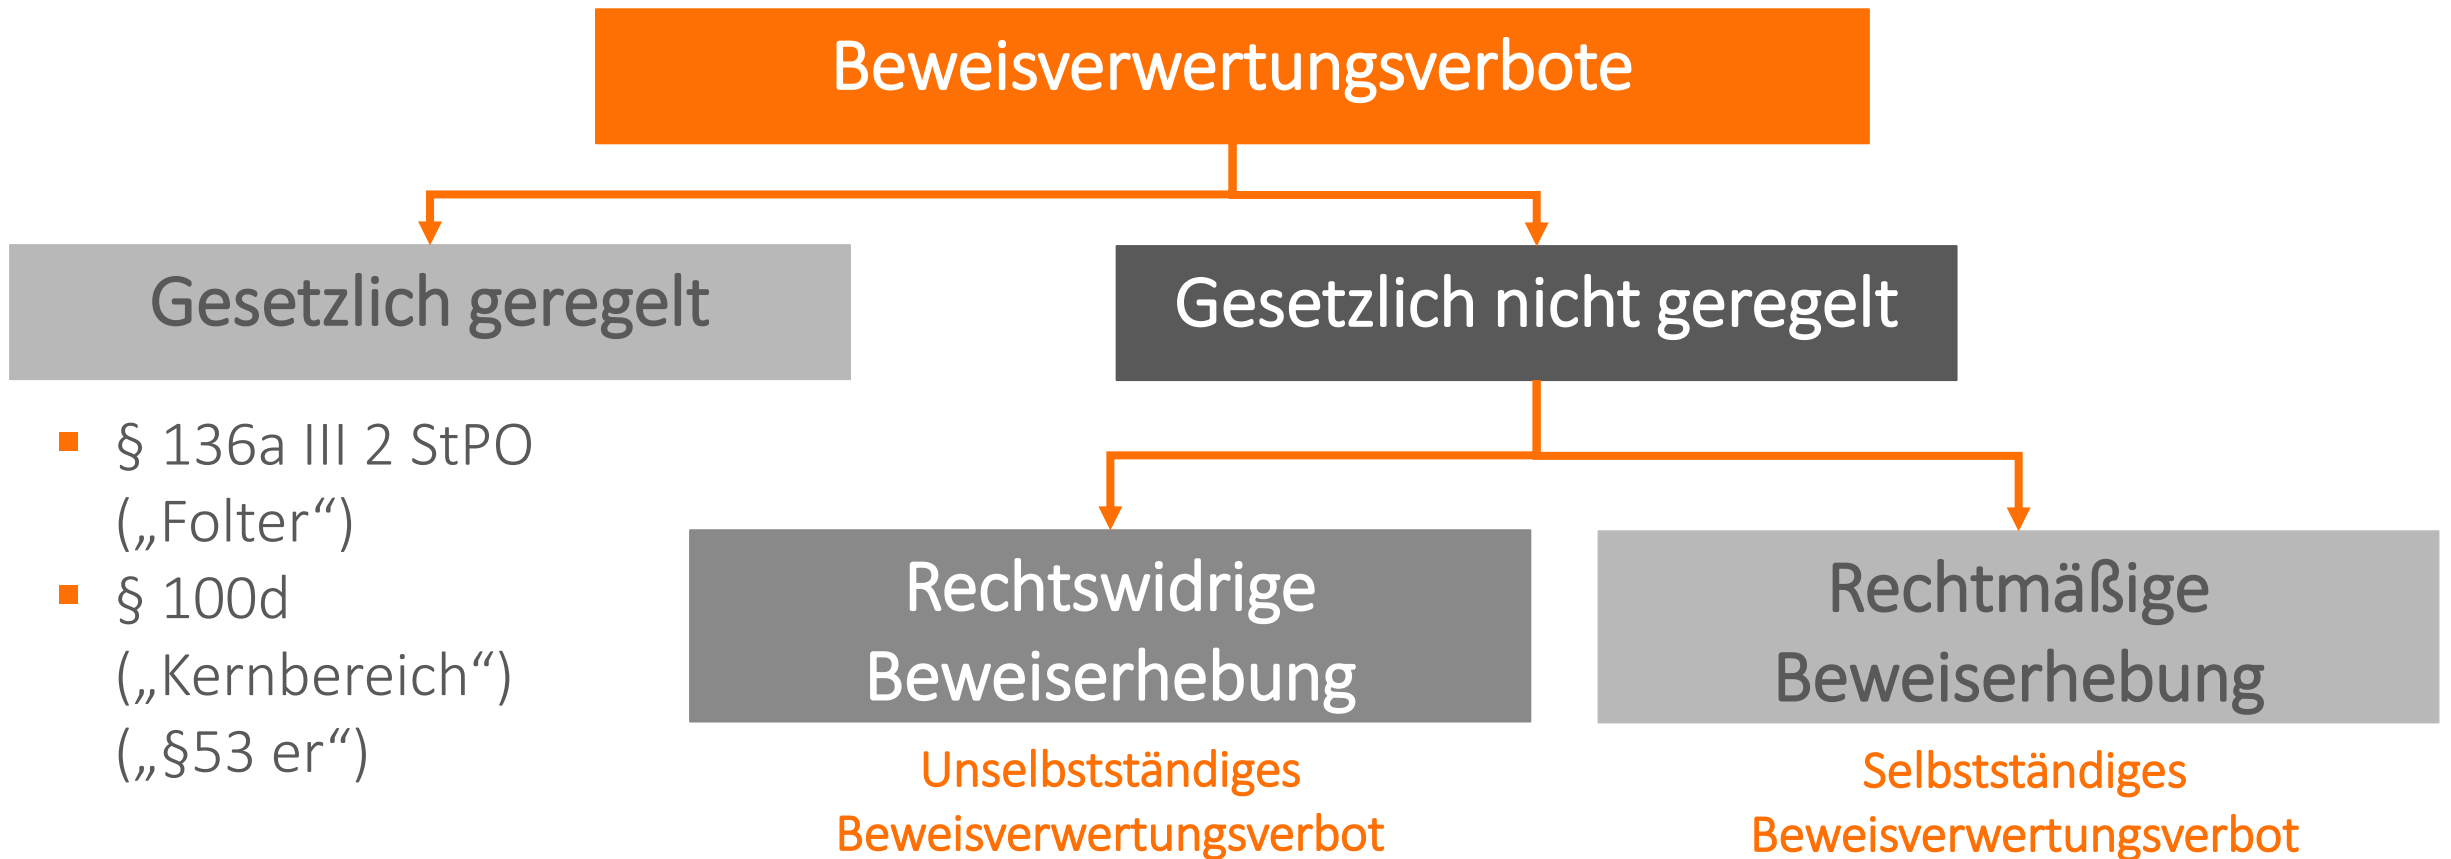 Beweisverwertungsverbote
Gesetzlich geregelt
Gesetzlich nicht geregelt
§ 136a III 2 StPO
(„Folter“)
§ 100d
(„Kernbereich“)
(„§53 er“)
Rechtswidrige
Beweiserhebung
Unselbstständiges
Beweisverwertungsverbot
Rechtmäßige
Beweiserhebung
Selbstständiges
Beweisverwertungsverbot